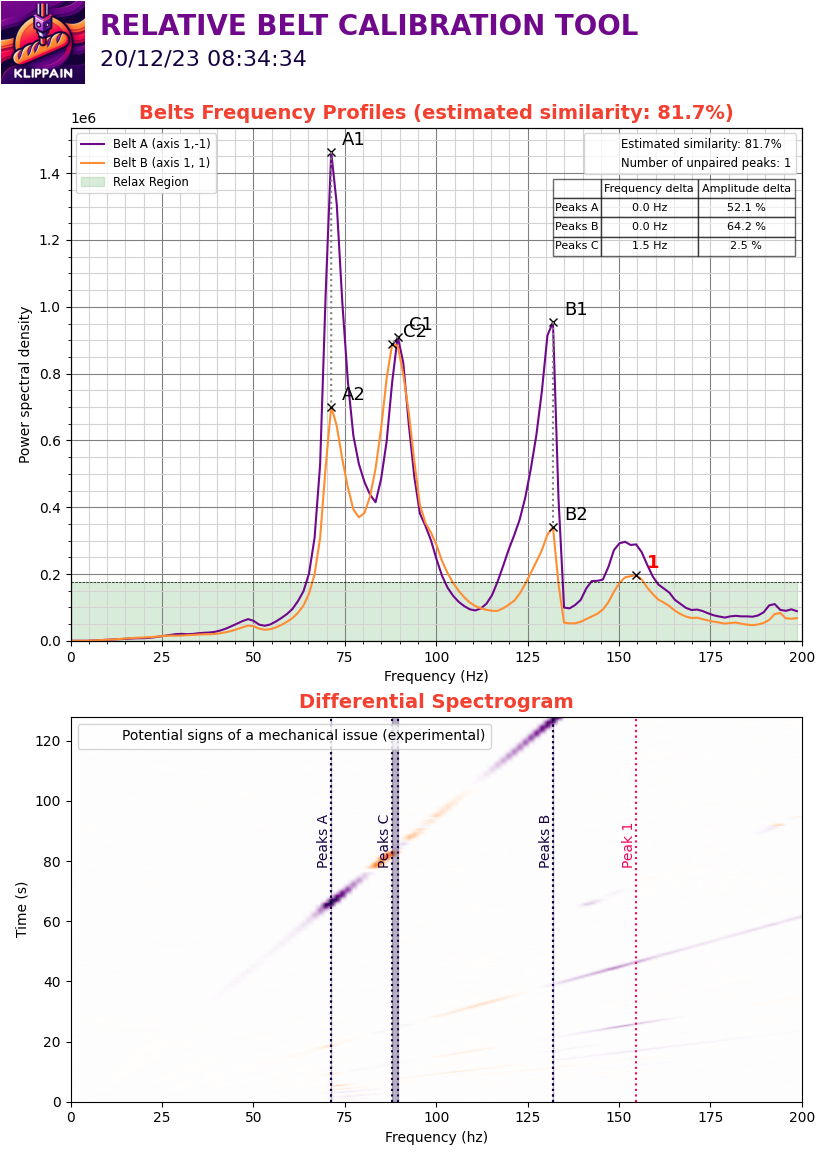 KLIPPAIN
RELATIVE BELT CALIBRATION TOOL
20/12/23 08:34:34
Belts Frequency Profiles (estimated similarity: 81.7%)
1e6
Belt A (axis 1,-1)
Belt B (axis 1, 1)
Relax Region
Estimated similarity: 81.7%
Number of unpaired peaks: 1
Frequency delta Amplitude delta
Peaks A 0.0 Hz 52.1 %
Peaks B 0.0 Hz 64.2 %
Peaks C 1.5 Hz 2.5 %
A1
A2
C1
C2
B1
B2
1
1.4
1.2
1.0
0.8
0.6
0.4
0.2
0.0
Power spectral density
0 25 50 75 100 125 150 175 200
Frequency (Hz)
Differential Spectrogram
Potential signs of a mechanical issue (experimental)
Peaks A
Peaks C
Peaks B
Peak 1
120
100
80
60
40
20
0
Time (s)
0 25 50 75 100 125 150 175 200
Frequency (hz)